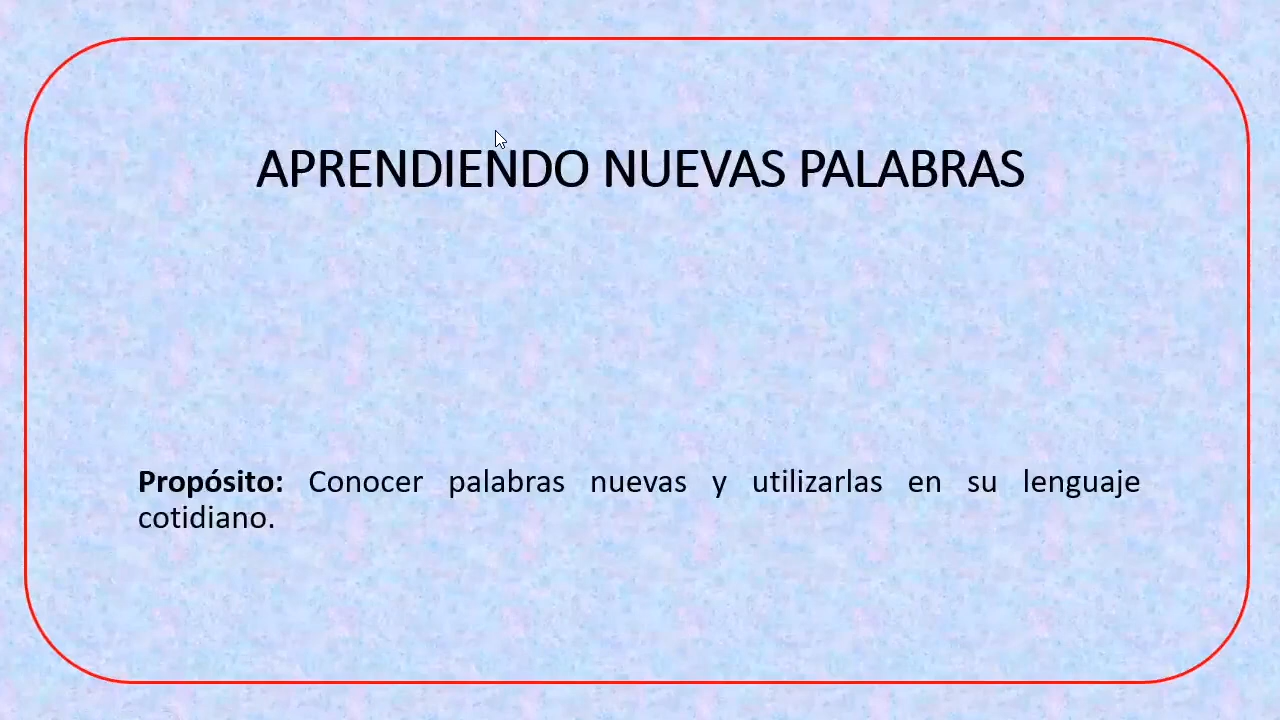 APRENDIENDO NUEVAS PALABRAS
Propósito: Conocer palabras nuevas y utilizarlas en su lenguaje
cotidiano.